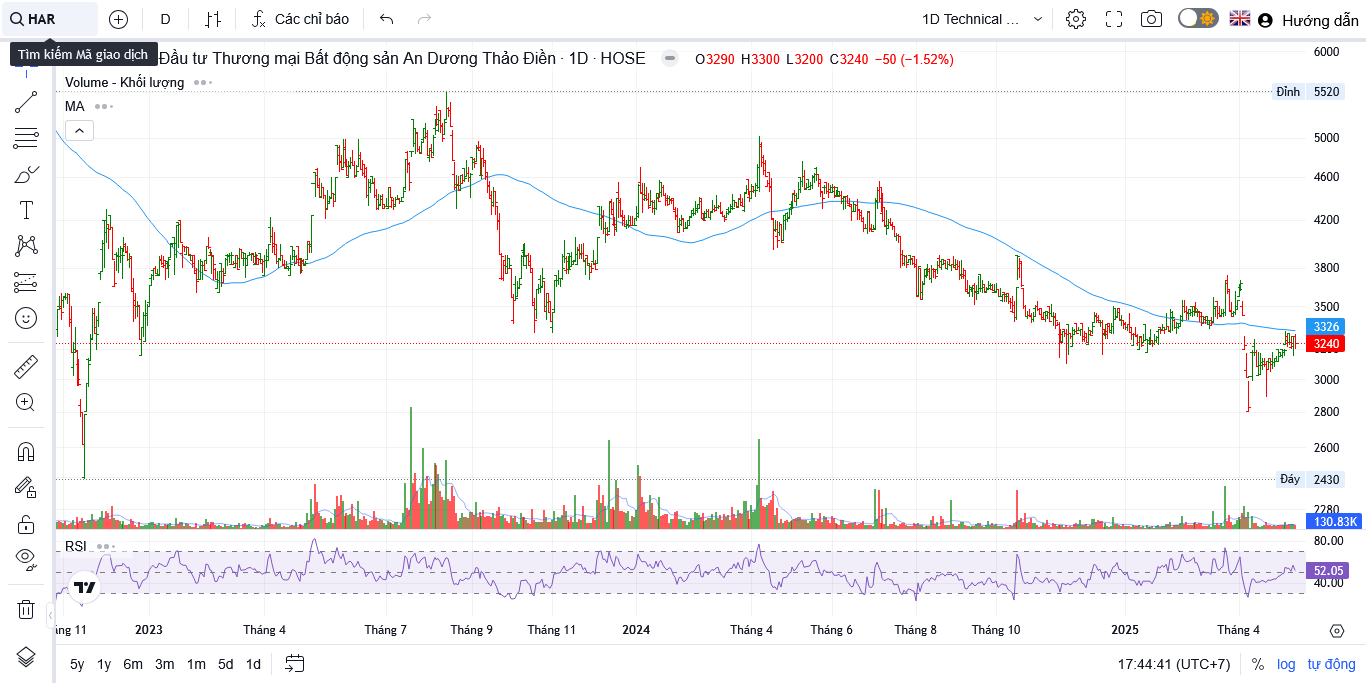 HAR
D
Các chỉ báo
1D Technical ...
Hướng dẫn
Tìm kiếm Mã giao dịch
Đầu tư Thương mại Bất động sản An Dương Thảo Điền · 1D · HOSE
O3290 H3300 L3200 C3240 −50 (−1.52%)
Volume - Khối lượng
MA
6000
Đỉnh 5520
5000
4600
4200
3800
3500
3326
3240
3200
3000
2800
2600
Đáy 2430
2280
130.83K
RSI
80.00
52.05
40.00
áng 11 2023 Tháng 4 Tháng 7 Tháng 9 Tháng 11 2024 Tháng 4 Tháng 6 Tháng 8 Tháng 10 2025 Tháng 4
5y 1y 6m 3m 1m 5d 1d
17:44:41 (UTC+7) % log tự động